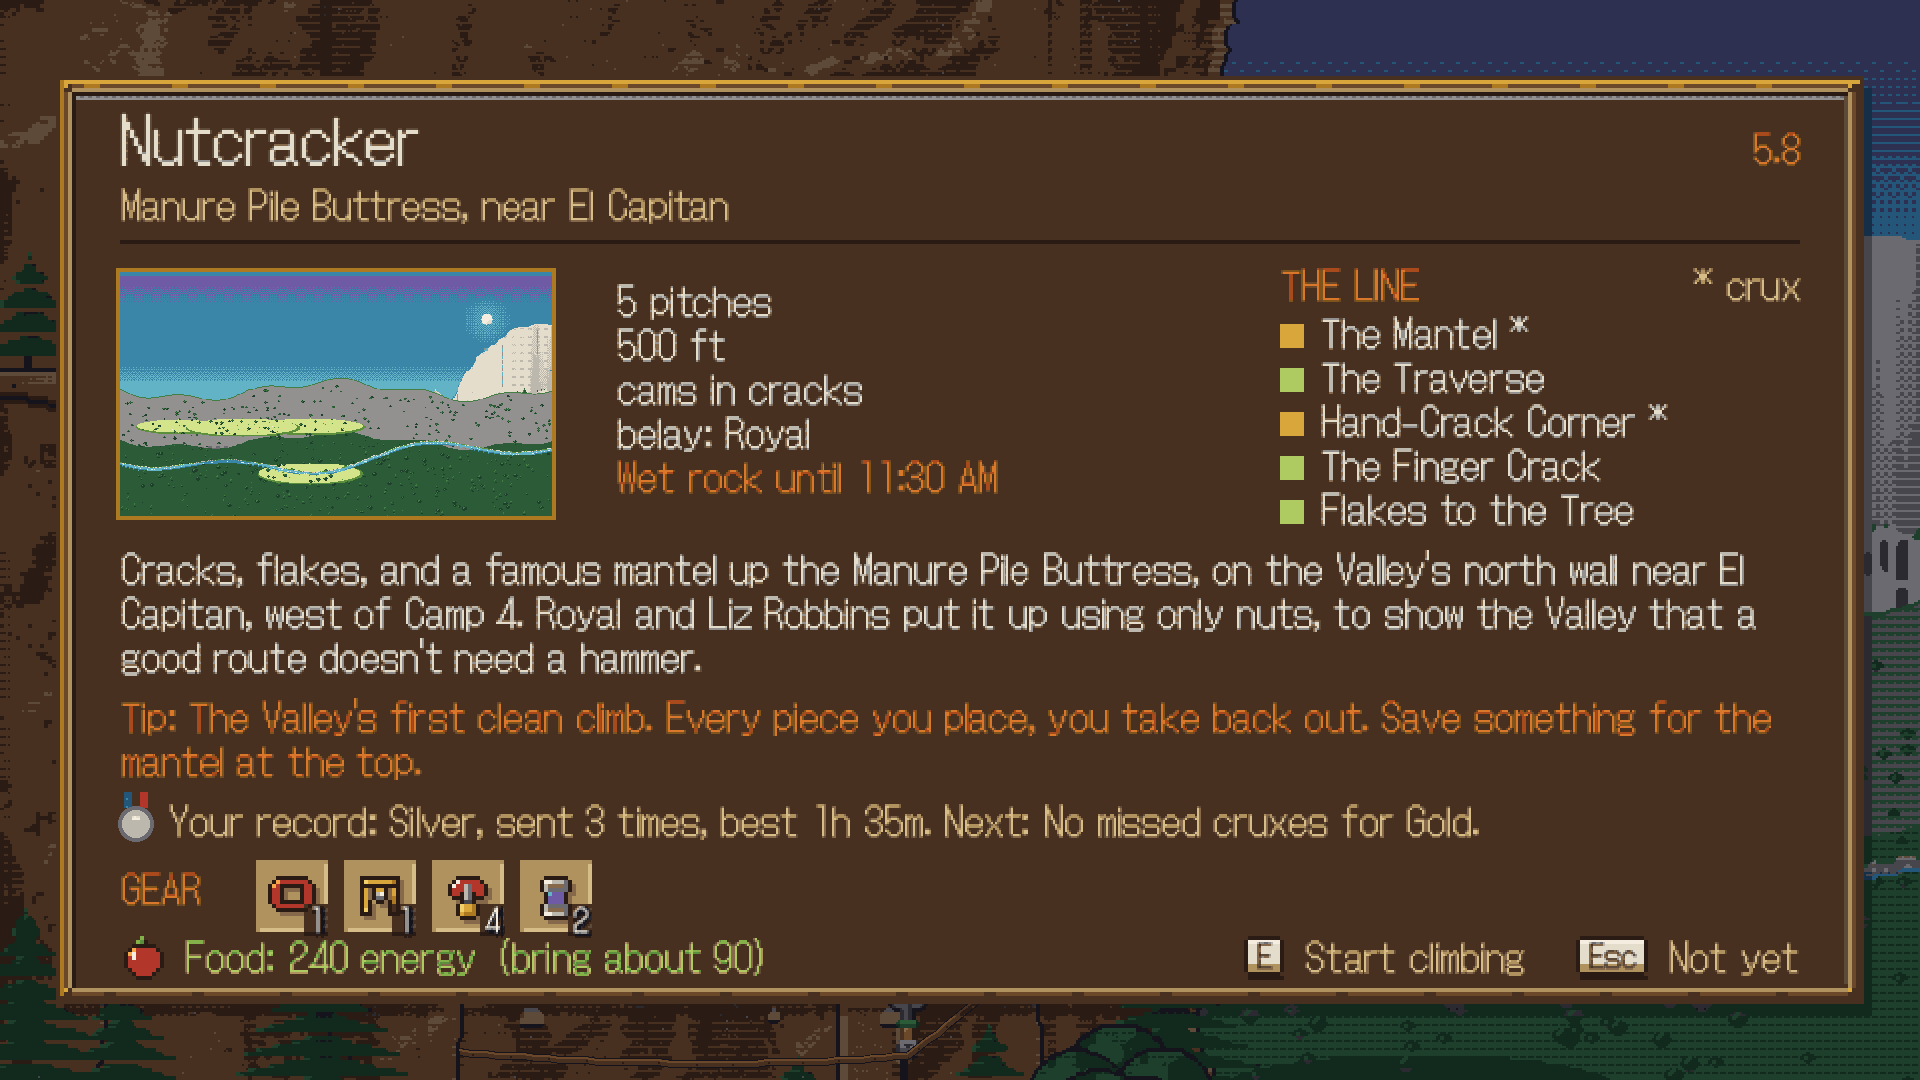 Nutcracker
5.8
Manure Pile Buttress, near El Capitan
5 pitches
500 ft
cams in cracks
belay: Royal
Wet rock until 11:30 AM
THE LINE
* crux
The Mantel *
The Traverse
Hand-Crack Corner *
The Finger Crack
Flakes to the Tree
Cracks, flakes, and a famous mantel up the Manure Pile Buttress, on the Valley's north wall near El
Capitan, west of Camp 4. Royal and Liz Robbins put it up using only nuts, to show the Valley that a
good route doesn't need a hammer.
Tip: The Valley's first clean climb. Every piece you place, you take back out. Save something for the
mantel at the top.
Your record: Silver, sent 3 times, best 1h 35m. Next: No missed cruxes for Gold.
GEAR
1
1
4
2
Food: 240 energy (bring about 90)
E Start climbing
Esc Not yet